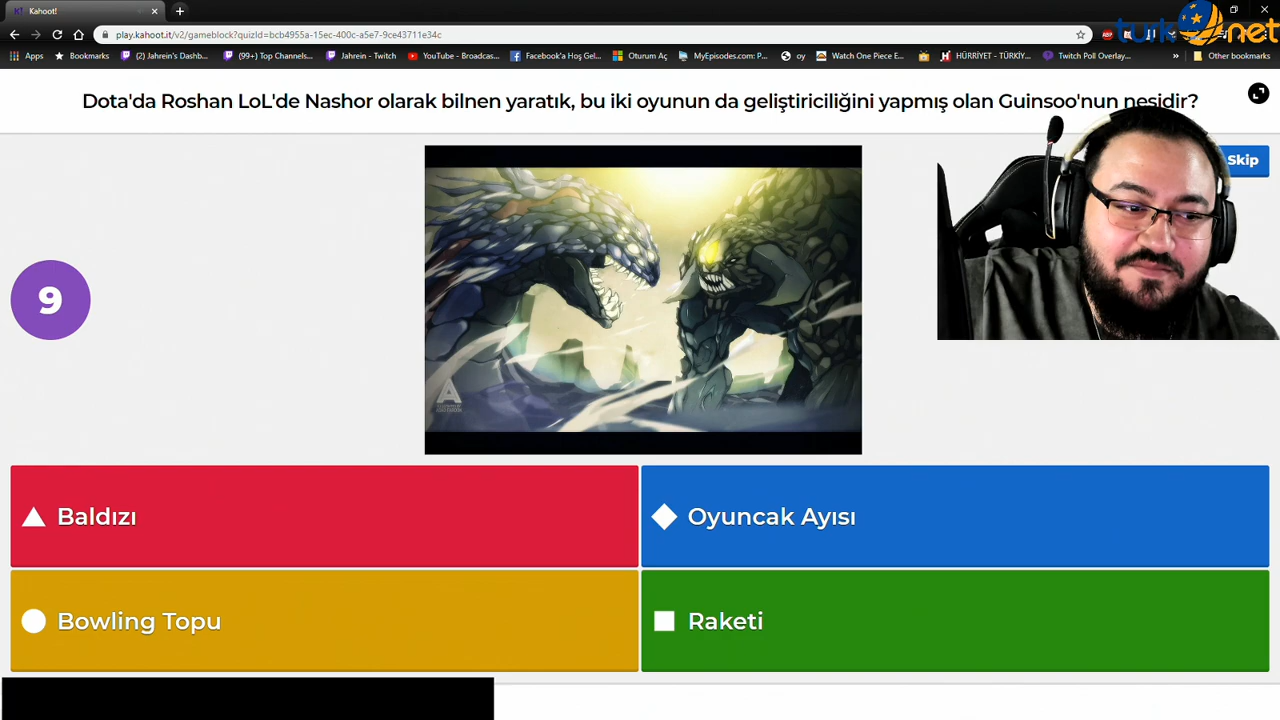 Kahoot!
play.kahoot.it/v2/gameblock?quizId=bcb4955a-15ec-400c-a5e7-9ce43711e34c
Apps
Bookmarks
(2) Jahrein's Dashb...
(99+) Top Channels...
Jahrein - Twitch
YouTube - Broadcas...
Facebook'a Hoş Gel...
Oturum Aç
MyEpisodes.com: P...
oy
Watch One Piece E...
HÜRRİYET - TÜRKİY...
Twitch Poll Overlay...
Other bookmarks
turk net
Dota'da Roshan LoL'de Nashor olarak bilnen yaratık, bu iki oyunun da geliştiriciliğini yapmış olan Guinsoo'nun nesidir?
Skip
9
Baldızı
Oyuncak Ayısı
Bowling Topu
Raketi